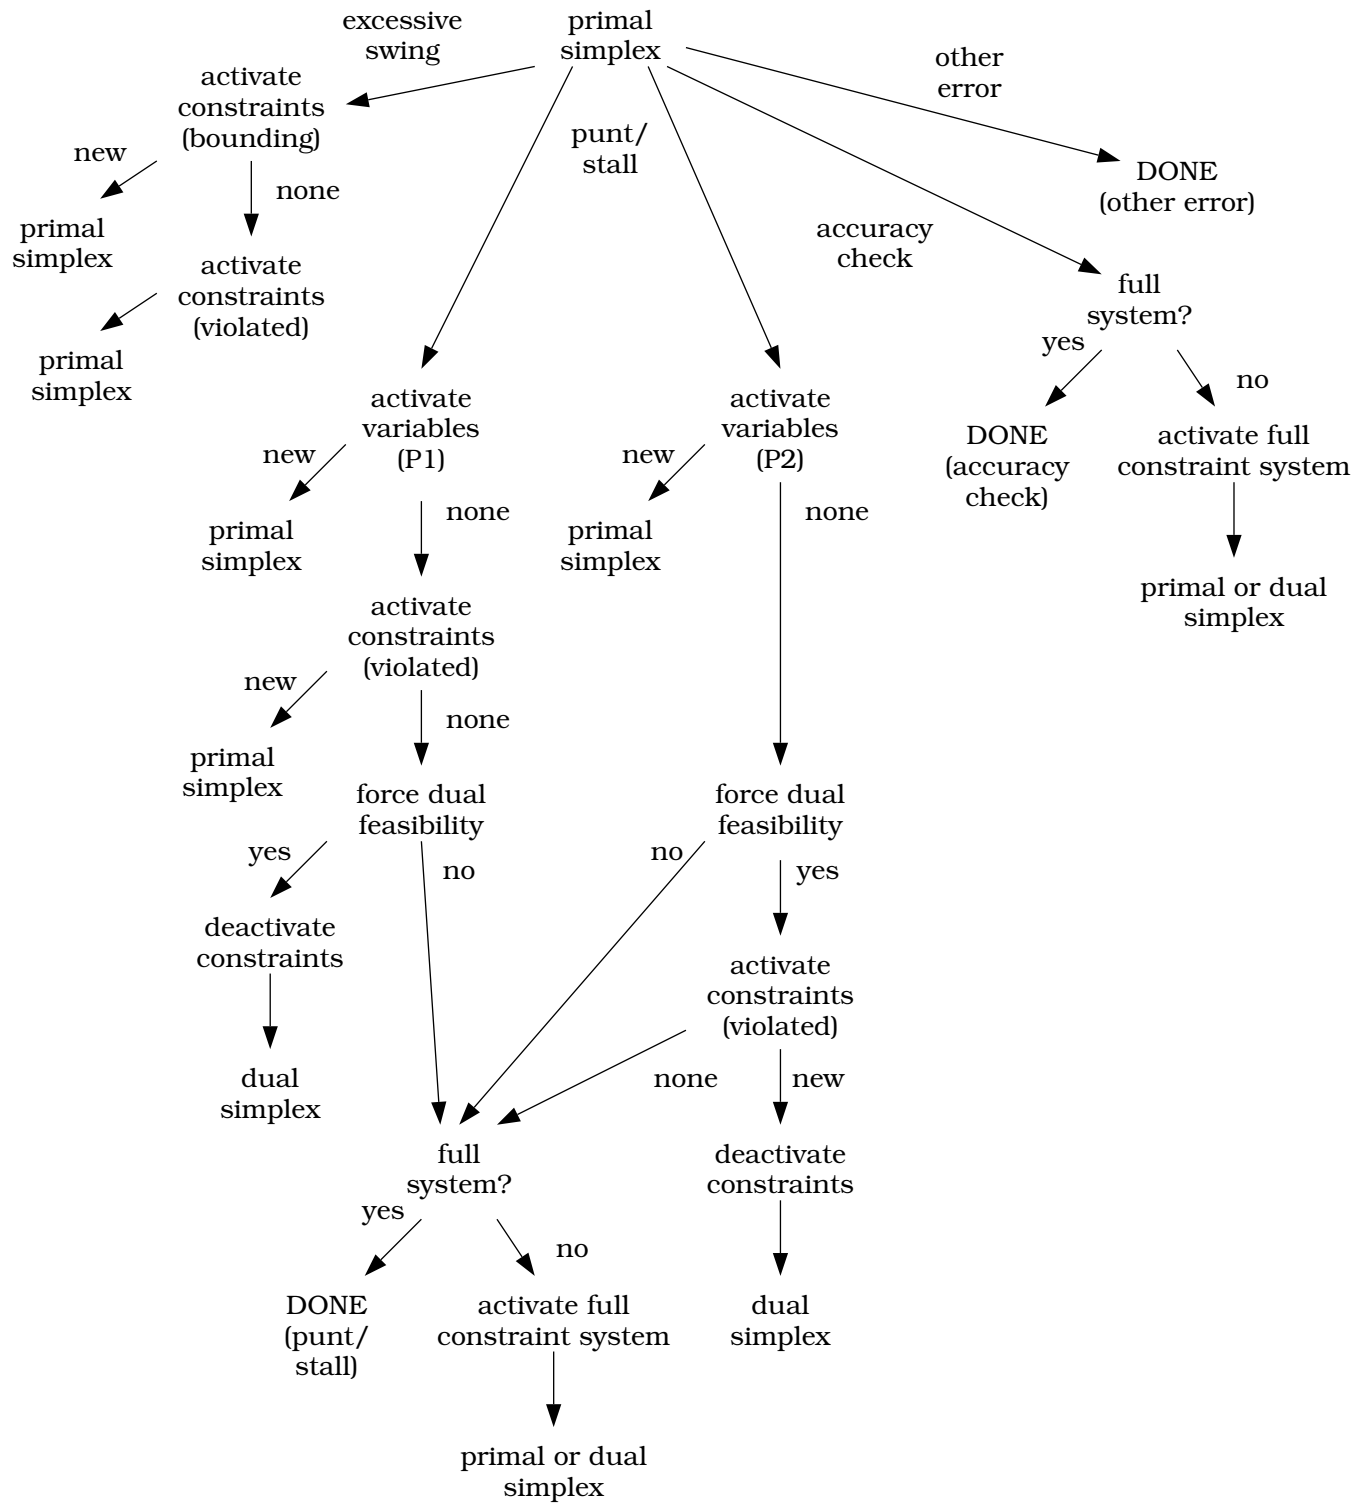 excessive
swing
primal
simplex
other
error
activate
constraints
(bounding)
punt/
stall
new
none
DONE
(other error)
primal
simplex
accuracy
check
activate
constraints
(violated)
full
system?
yes
no
primal
simplex
activate
variables
(P1)
activate
variables
(P2)
DONE
(accuracy
check)
activate full
constraint system
new
none
new
none
primal
simplex
primal
simplex
primal or dual
simplex
activate
constraints
(violated)
new
none
primal
simplex
force dual
feasibility
force dual
feasibility
yes
no
no
yes
deactivate
constraints
activate
constraints
(violated)
dual
simplex
none
new
full
system?
deactivate
constraints
yes
no
DONE
(punt/
stall)
activate full
constraint system
dual
simplex
primal or dual
simplex